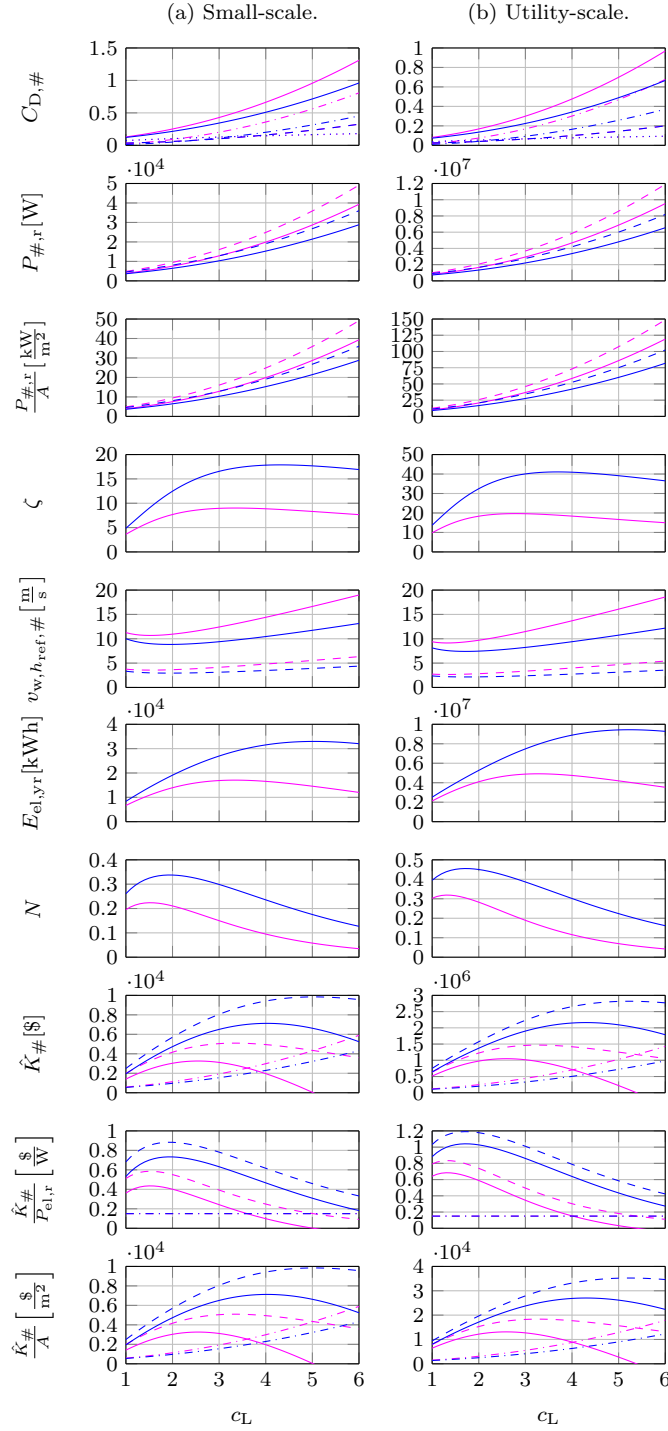 (a) Small-scale. (b) Utility-scale.
C_D,#
0 0.5 1 1.5
0 0.2 0.4 0.6 0.8 1
P_#,r [W]
·10^4
0 1 2 3 4 5
·10^7
0 0.2 0.4 0.6 0.8 1 1.2
P_#,r/A [kW/m^2]
0 10 20 30 40 50
0 25 50 75 100 125 150
ζ
0 5 10 15 20
0 10 20 30 40 50
v_w,h_ref,# [m/s]
0 5 10 15 20
0 5 10 15 20
E_el,yr [kWh]
·10^4
0 1 2 3 4
·10^7
0 0.2 0.4 0.6 0.8 1
N
0 0.1 0.2 0.3 0.4
0 0.1 0.2 0.3 0.4 0.5
K̂_# [$]
·10^4
0 0.2 0.4 0.6 0.8 1
·10^6
0 0.5 1 1.5 2 2.5 3
K̂_#/P_el,r [$/W]
0 0.2 0.4 0.6 0.8 1
0 0.2 0.4 0.6 0.8 1 1.2
K̂_#/A [$/m^2]
·10^4
0 0.2 0.4 0.6 0.8 1
·10^4
0 1 2 3 4
1 2 3 4 5 6 1 2 3 4 5 6
c_L c_L